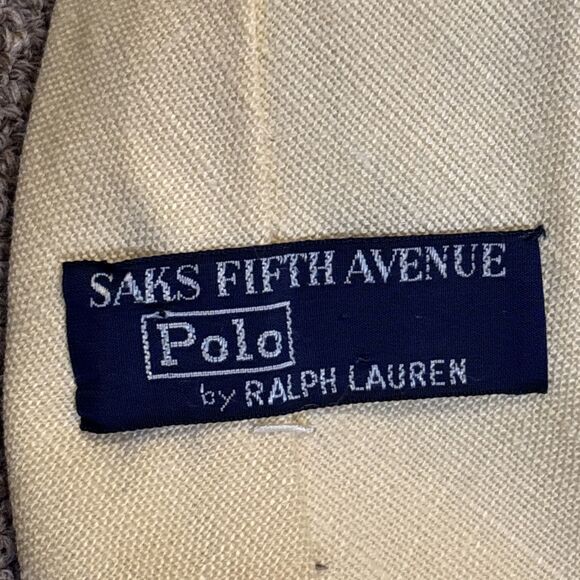 SAKS FIFTH AVENUE
Polo
by RALPH LAUREN